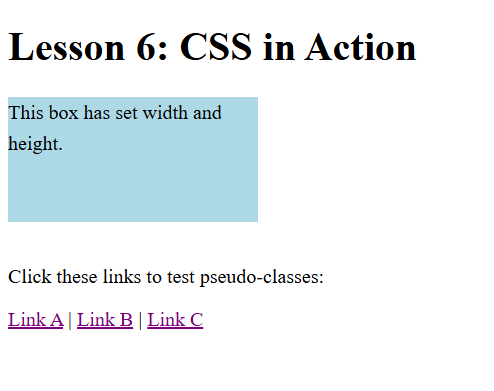 Lesson 6: CSS in Action
This box has set width and
height.
Click these links to test pseudo-classes:
Link A | Link B | Link C